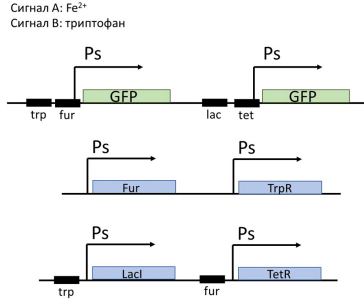 Сигнал А: Fe²⁺
Сигнал В: триптофан
Ps Ps
GFP GFP
trp fur lac tet
Ps Ps
Fur TrpR
Ps Ps
LacI TetR
trp fur